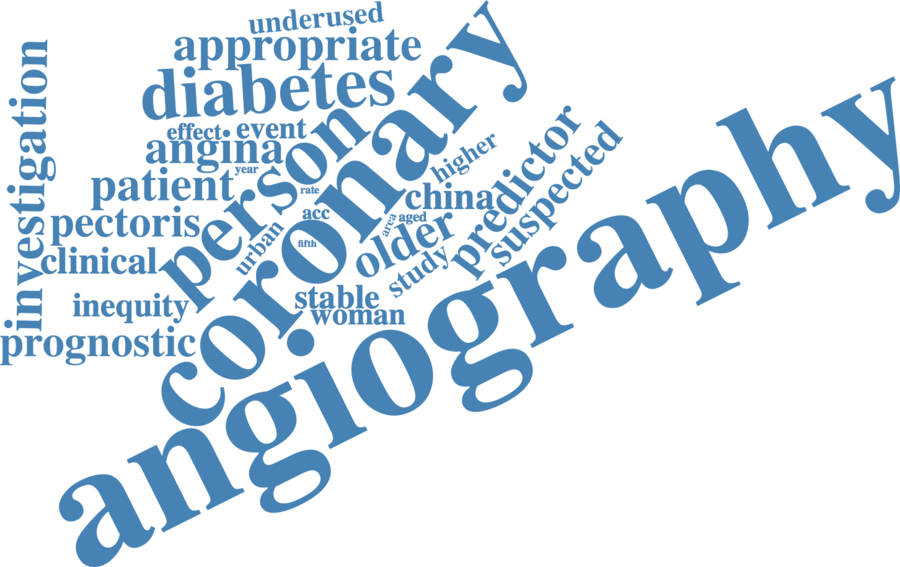 underused
appropriate
diabetes
effect
event
angina
year
patient
person
coronary
rate
higher
investigation
pectoris
acc
china
predictor
suspected
urban
fifth
area
aged
older
clinical
study
inequity
stable
woman
prognostic
angiography